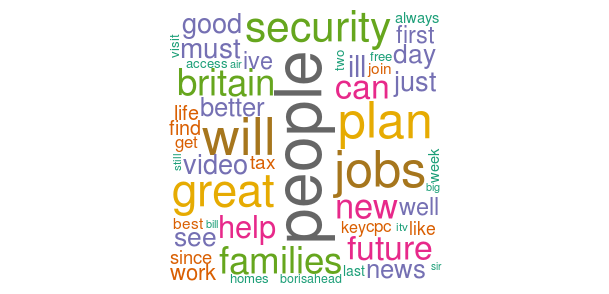 always
good security first
visit must two day
access air ive free
ill join
britain can just
life better plan
find will people
get
still video tax jobs week
great big
new well
best bill help key cpc itv like
see future
since families
work last news sir
homes borisahead